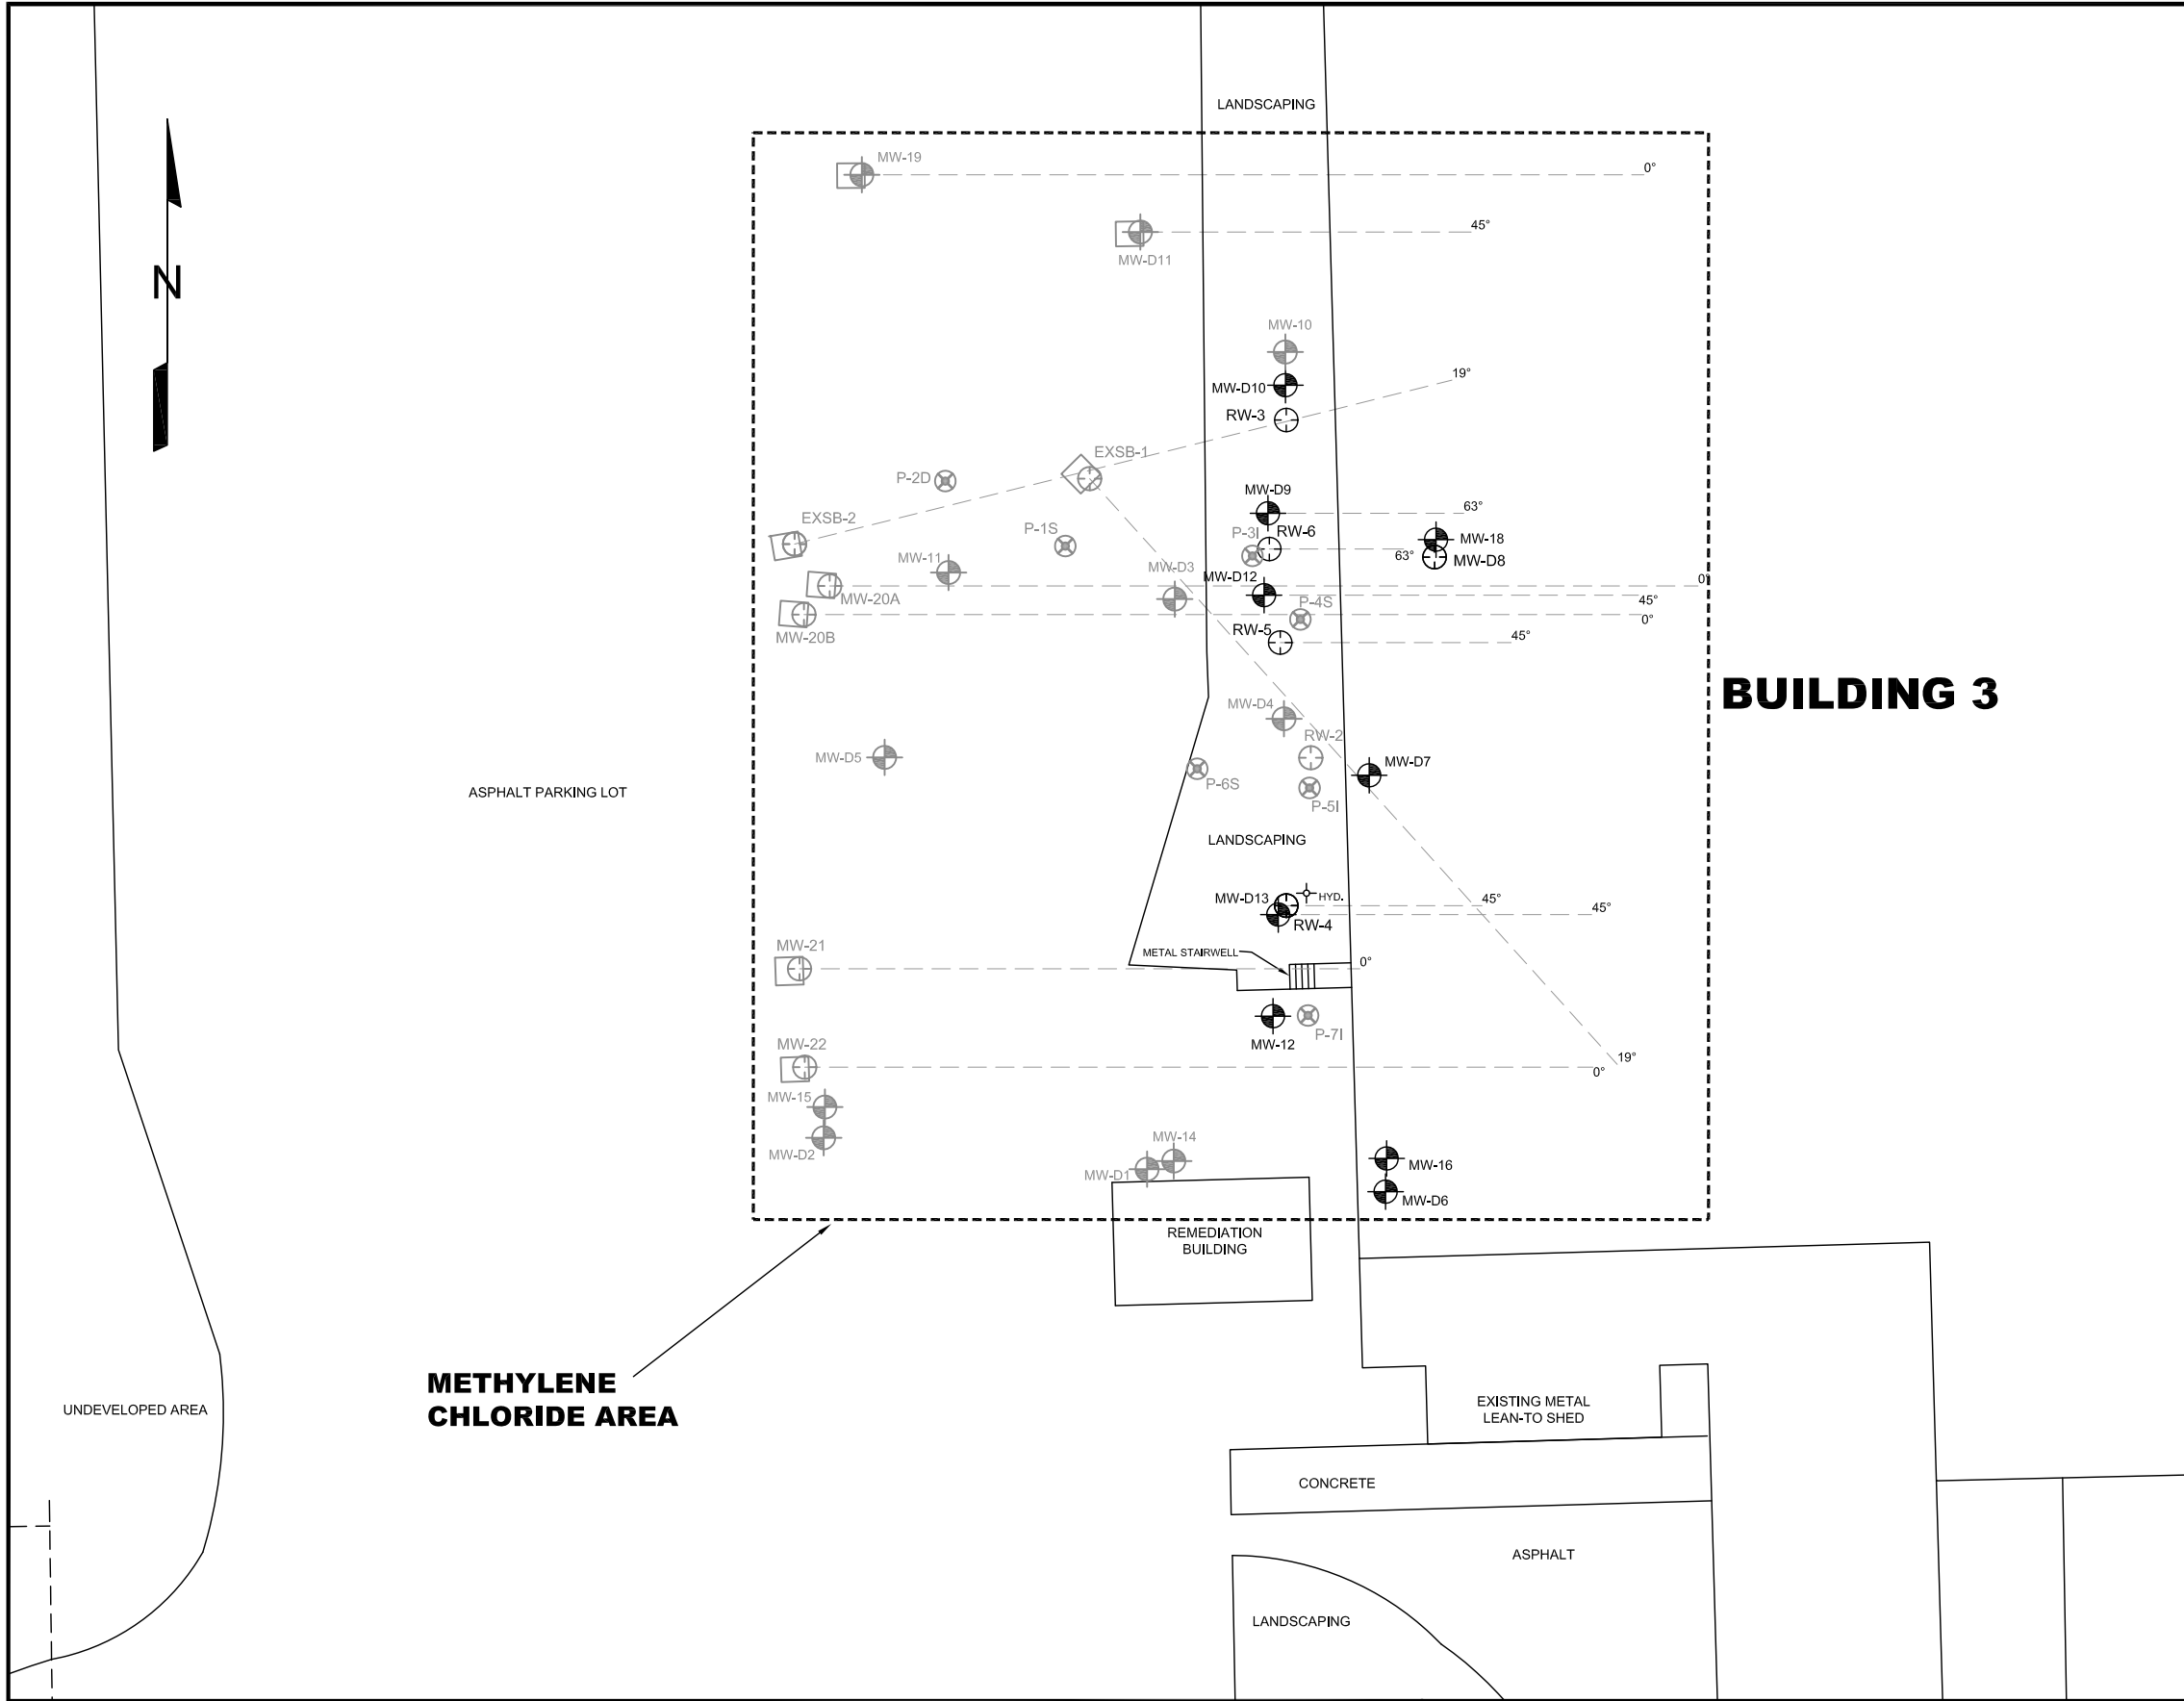 LANDSCAPING
MW-19
0°
45°
MW-D11
N
MW-10
19°
MW-D10
RW-3
EXSB-1
P-2D
MW-D9
63°
EXSB-2
P-1S
P-3I
RW-6
MW-18
63°
MW-D8
MW-11
MW-D3
MW-D12
0°
MW-20A
45°
P-4S
0°
MW-20B
RW-5
45°
BUILDING 3
MW-D4
RW-2
MW-D5
MW-D7
P-6S
ASPHALT PARKING LOT
P-5I
LANDSCAPING
MW-D13
HYD.
45°
45°
RW-4
MW-21
METAL STAIRWELL
0°
P-7I
MW-12
MW-22
19°
0°
MW-15
MW-14
MW-D2
MW-D1
MW-16
MW-D6
REMEDIATION
BUILDING
METHYLENE
CHLORIDE AREA
UNDEVELOPED AREA
EXISTING METAL
LEAN-TO SHED
CONCRETE
ASPHALT
LANDSCAPING